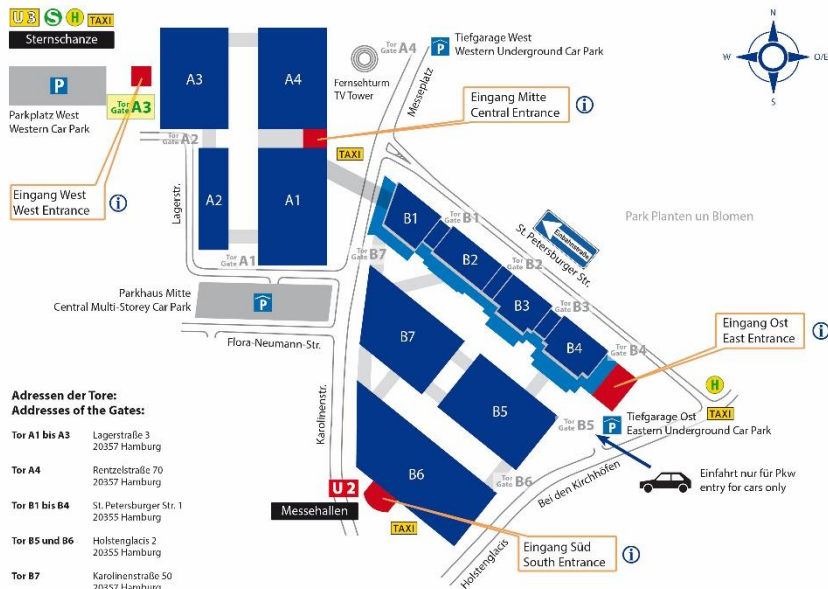 U3 S H TAXI
Sternschanze
P
Parkplatz West
Western Car Park
Tor
Gate A3
Eingang West
West Entrance
i
A3
A4
Tor
Gate A2
A2
A1
Tor
Gate A1
Lagerstr.
TAXI
Fernsehturm
TV Tower
Tor
Gate A4
Messeplatz
P
Tiefgarage West
Western Underground Car Park
Eingang Mitte
Central Entrance
i
N
W
O/E
S
B1
Tor
Gate B1
B2
Tor
Gate B2
B3
Tor
Gate B3
B4
Tor
Gate B4
Einbahnstraße
St. Petersburger Str.
Park Planten un Blomen
Eingang Ost
East Entrance
i
H
TAXI
Parkhaus Mitte
Central Multi-Storey Car Park
P
Flora-Neumann-Str.
Karolinenstr.
Tor
Gate B7
B7
B5
Tor
Gate B5
P
Tiefgarage Ost
Eastern Underground Car Park
B6
Tor
Gate B6
Bei den Kirchhöfen
Einfahrt nur für Pkw
entry for cars only
U2
Messehallen
TAXI
Holstenglacis
Eingang Süd
South Entrance
i
Adressen der Tore:
Addresses of the Gates:
Tor A1 bis A3 Lagerstraße 3
20357 Hamburg
Tor A4 Rentzelstraße 70
20357 Hamburg
Tor B1 bis B4 St. Petersburger Str. 1
20355 Hamburg
Tor B5 und B6 Holstenglacis 2
20355 Hamburg
Tor B7 Karolinenstraße 50
20357 Hamburg